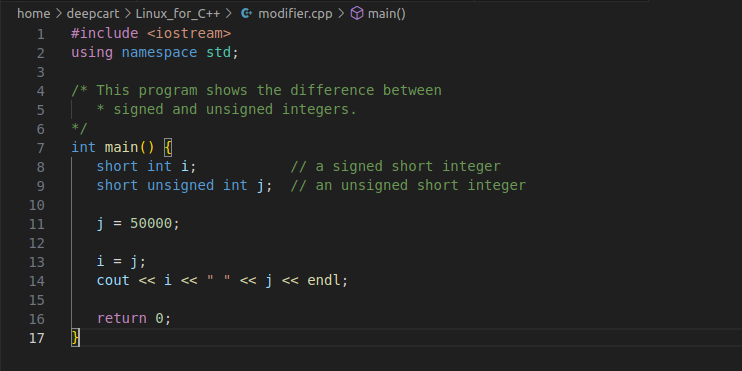 home > deepcart > Linux_for_C++ > modifier.cpp > main()
1 #include <iostream>
2 using namespace std;
3
4 /* This program shows the difference between
5    * signed and unsigned integers.
6 */
7 int main() {
8    short int i;           // a signed short integer
9    short unsigned int j;  // an unsigned short integer
10
11    j = 50000;
12
13    i = j;
14    cout << i << " " << j << endl;
15
16    return 0;
17 }